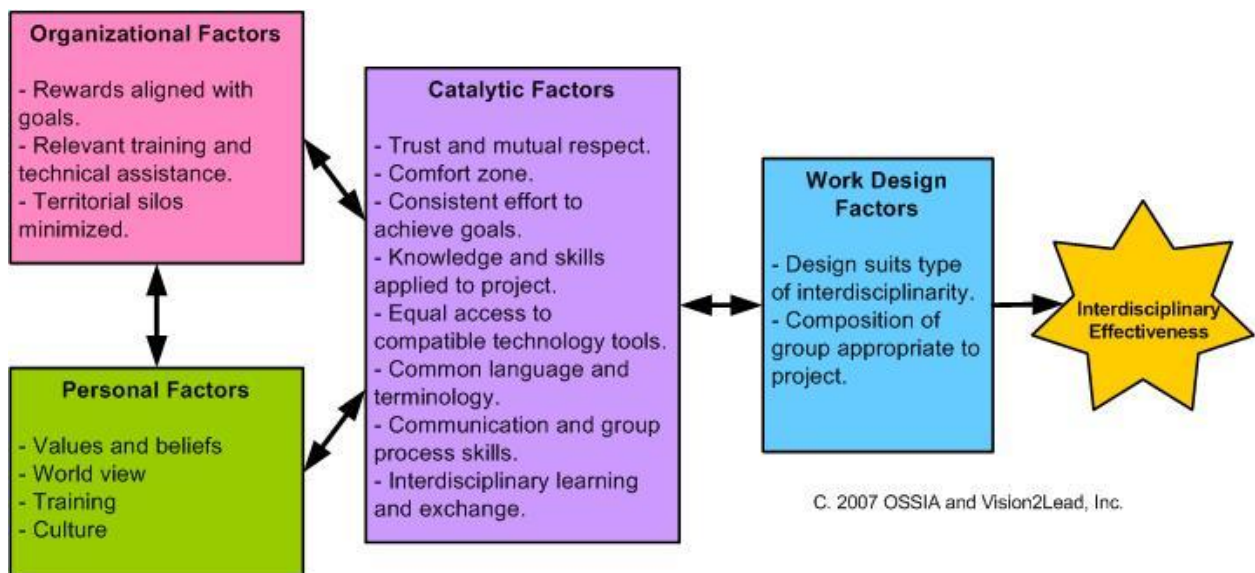 Organizational Factors
- Rewards aligned with
goals.
- Relevant training and
technical assistance.
- Territorial silos
minimized.
Personal Factors
- Values and beliefs
- World view
- Training
- Culture
Catalytic Factors
- Trust and mutual respect.
- Comfort zone.
- Consistent effort to
achieve goals.
- Knowledge and skills
applied to project.
- Equal access to
compatible technology tools.
- Common language and
terminology.
- Communication and group
process skills.
- Interdisciplinary learning
and exchange.
Work Design
Factors
- Design suits type
of interdisciplinarity.
- Composition of
group appropriate to
project.
Interdisciplinary
Effectiveness
C. 2007 OSSIA and Vision2Lead, Inc.